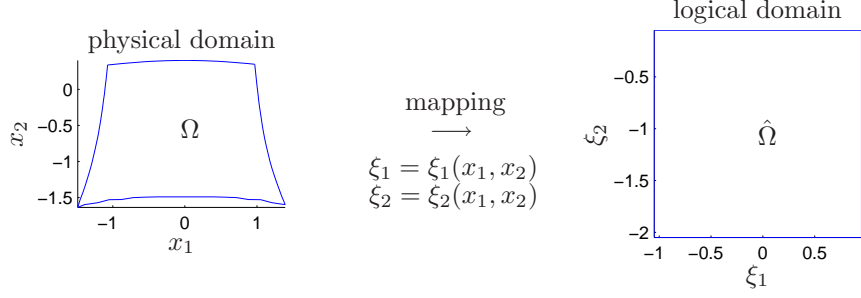 physical domain
0
−0.5
−1
−1.5
x₂
Ω
−1 0 1
x₁
mapping
⟶
ξ₁ = ξ₁(x₁, x₂)
ξ₂ = ξ₂(x₁, x₂)
logical domain
−0.5
−1
−1.5
−2
ξ₂
Ω̂
−1 −0.5 0 0.5
ξ₁